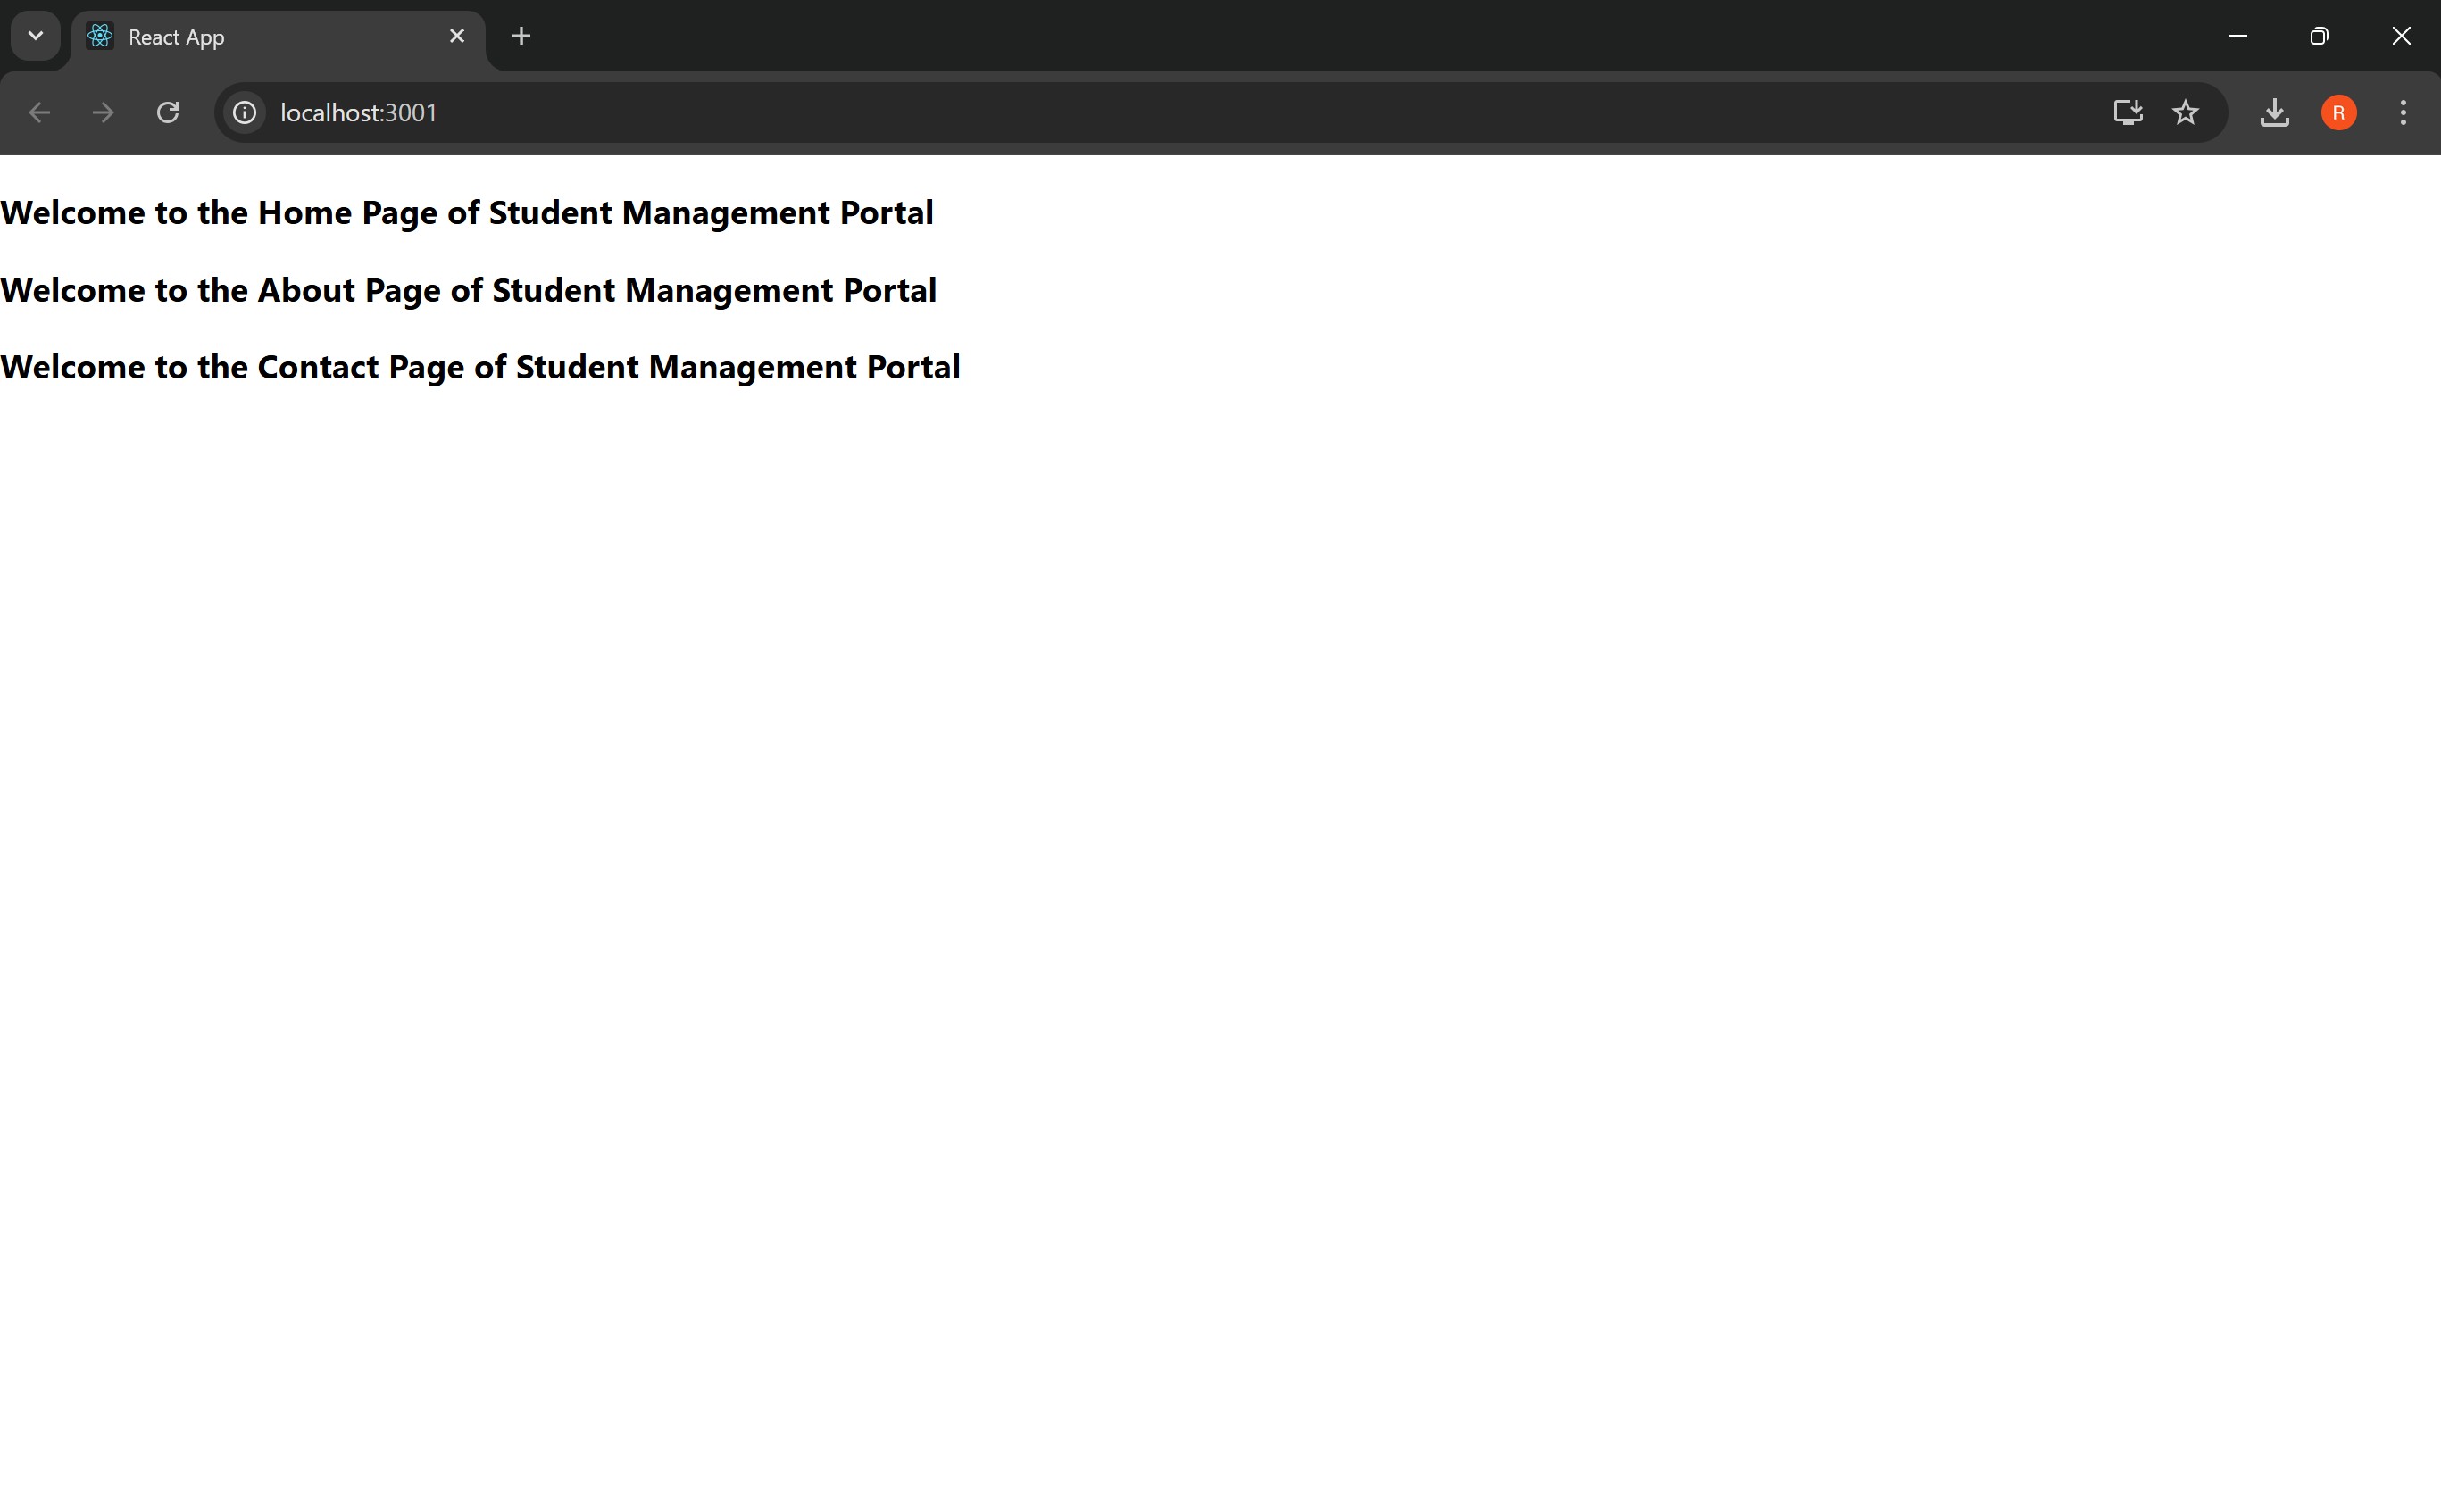 React App
localhost:3001
R
Welcome to the Home Page of Student Management Portal
Welcome to the About Page of Student Management Portal
Welcome to the Contact Page of Student Management Portal